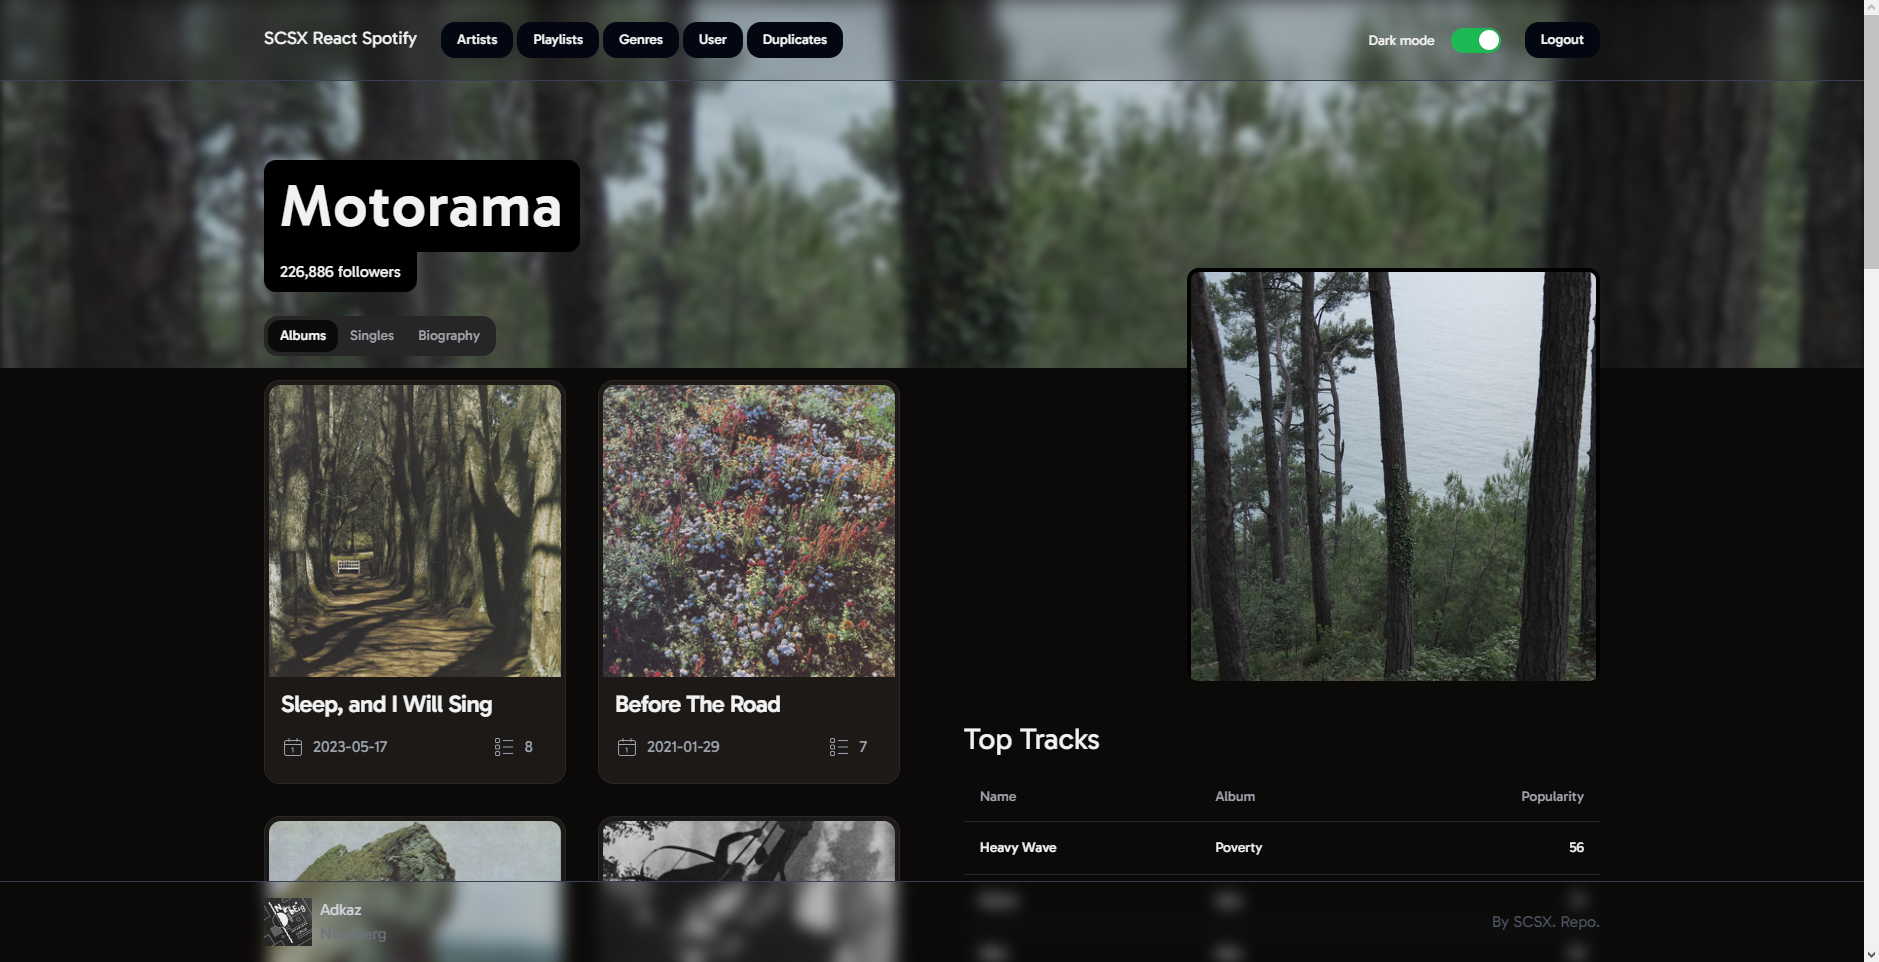 SCSX React Spotify
Artists
Playlists
Genres
User
Duplicates
Dark mode
Logout
Motorama
226,886 followers
Albums
Singles
Biography
Sleep, and I Will Sing
2023-05-17
8
Before The Road
2021-01-29
7
Top Tracks
Name Album Popularity
Heavy Wave Poverty 56
Adkaz
By SCSX. Repo.